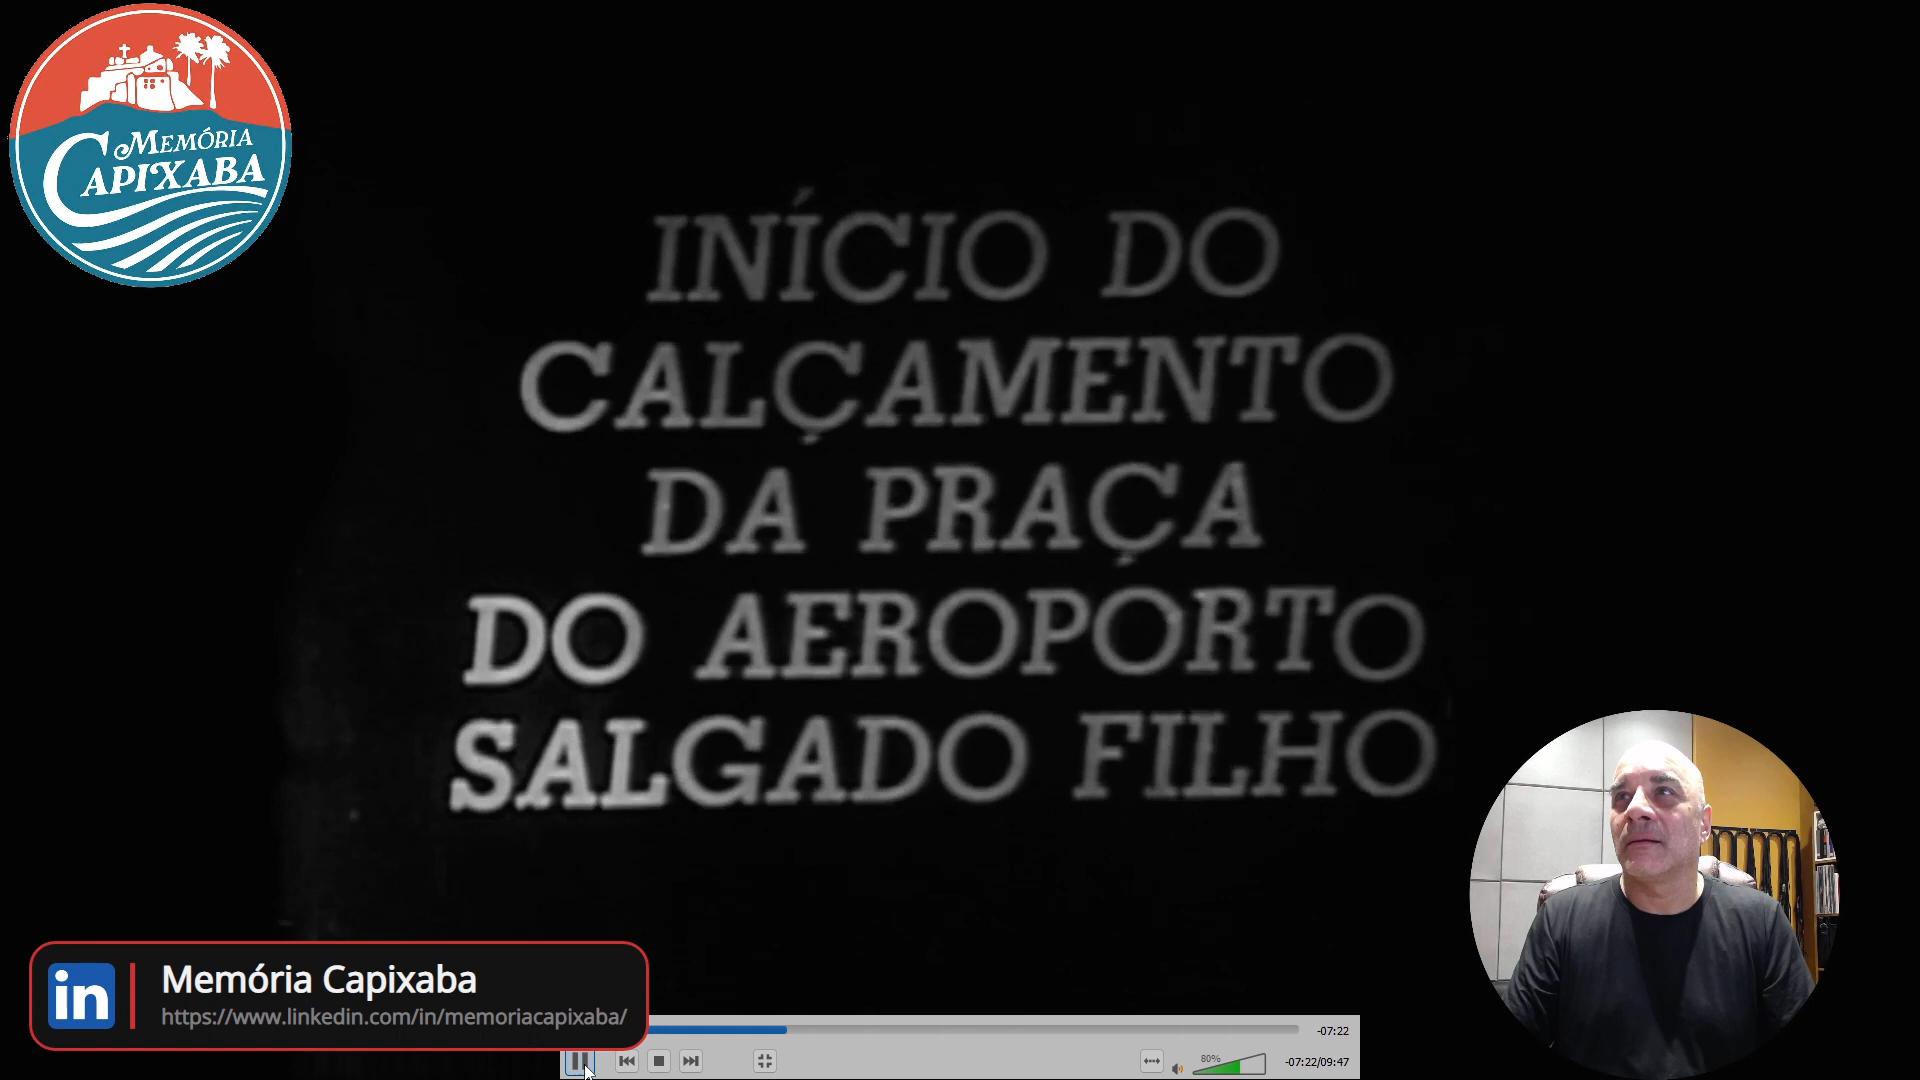 MEMÓRIA
CAPIXABA
INÍCIO DO
CALÇAMENTO
DA PRAÇA
DO AEROPORTO
SALGADO FILHO
in
Memória Capixaba
https://www.linkedin.com/in/memoriacapixaba/
-07:22
80%
-07:22/09:47